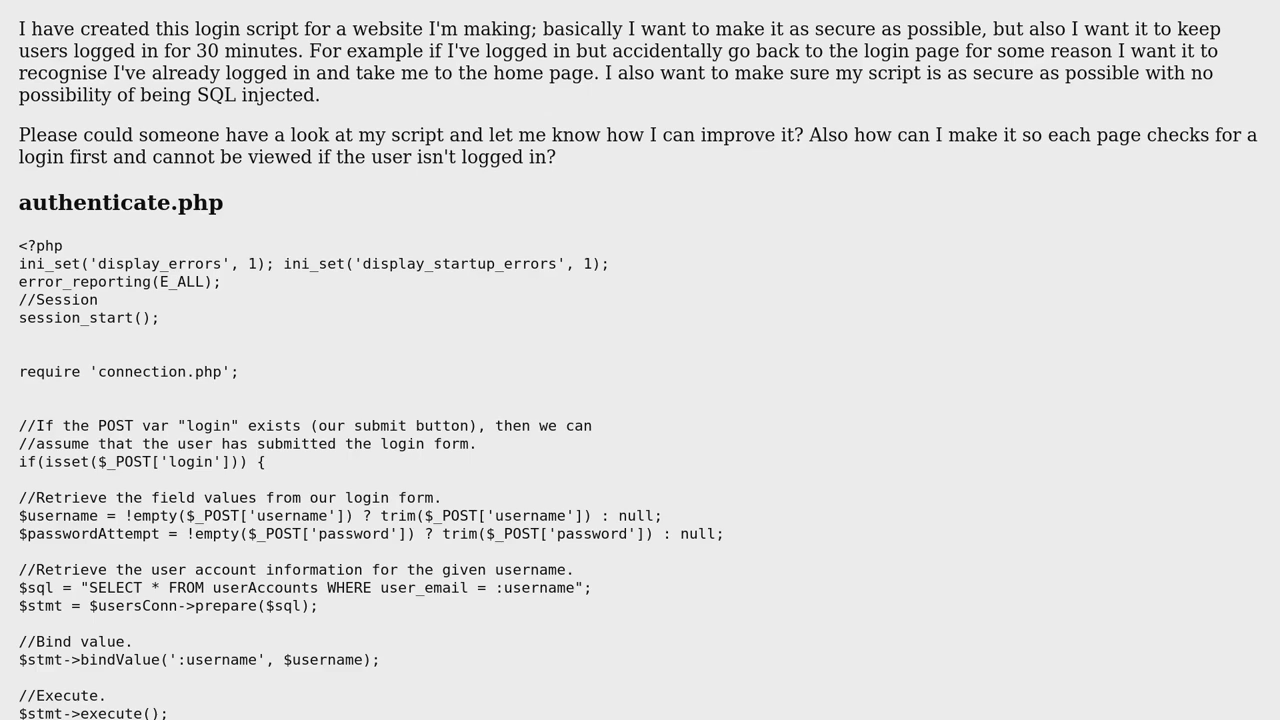 I have created this login script for a website I'm making; basically I want to make it as secure as possible, but also I want it to keep
users logged in for 30 minutes. For example if I've logged in but accidentally go back to the login page for some reason I want it to
recognise I've already logged in and take me to the home page. I also want to make sure my script is as secure as possible with no
possibility of being SQL injected.
Please could someone have a look at my script and let me know how I can improve it? Also how can I make it so each page checks for a
login first and cannot be viewed if the user isn't logged in?
authenticate.php
<?php
ini_set('display_errors', 1); ini_set('display_startup_errors', 1);
error_reporting(E_ALL);
//Session
session_start();
require 'connection.php';
//If the POST var "login" exists (our submit button), then we can
//assume that the user has submitted the login form.
if(isset($_POST['login'])) {
//Retrieve the field values from our login form.
$username = !empty($_POST['username']) ? trim($_POST['username']) : null;
$passwordAttempt = !empty($_POST['password']) ? trim($_POST['password']) : null;
//Retrieve the user account information for the given username.
$sql = "SELECT * FROM userAccounts WHERE user_email = :username";
$stmt = $usersConn->prepare($sql);
//Bind value.
$stmt->bindValue(':username', $username);
//Execute.
$stmt->execute();